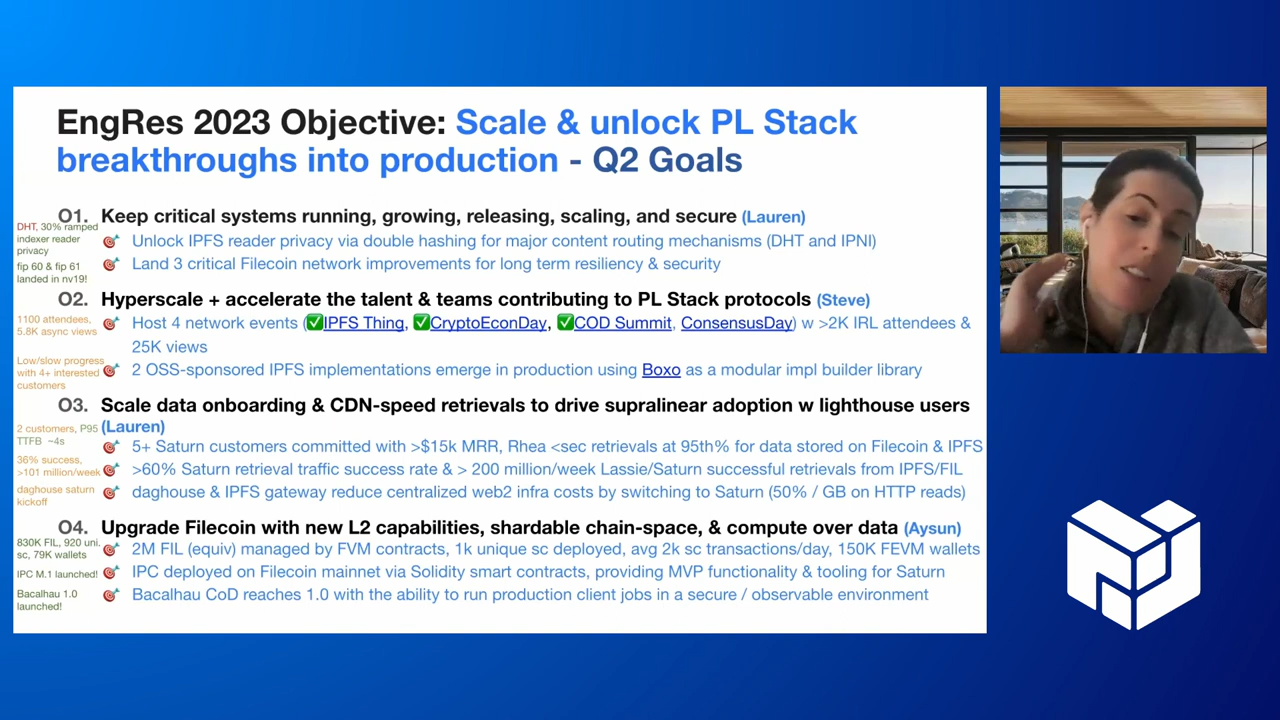 EngRes 2023 Objective: Scale & unlock PL Stack
breakthroughs into production - Q2 Goals
O1. Keep critical systems running, growing, releasing, scaling, and secure (Lauren)
DHT, 30% ramped
indexer reader
privacy
Unlock IPFS reader privacy via double hashing for major content routing mechanisms (DHT and IPNI)
fip 60 & fip 61
landed in nv19!
Land 3 critical Filecoin network improvements for long term resiliency & security
O2. Hyperscale + accelerate the talent & teams contributing to PL Stack protocols (Steve)
1100 attendees,
5.8K async views
Host 4 network events (✅IPFS Thing, ✅CryptoEconDay, ✅COD Summit, ConsensusDay) w >2K IRL attendees &
25K views
Low/slow progress
with 4+ interested
customers
2 OSS-sponsored IPFS implementations emerge in production using Boxo as a modular impl builder library
O3. Scale data onboarding & CDN-speed retrievals to drive supralinear adoption w lighthouse users
(Lauren)
2 customers, P95
TTFB ~4s
5+ Saturn customers committed with >$15k MRR, Rhea <sec retrievals at 95th% for data stored on Filecoin & IPFS
36% success,
>101 million/week
>60% Saturn retrieval traffic success rate & > 200 million/week Lassie/Saturn successful retrievals from IPFS/FIL
daghouse saturn
kickoff
daghouse & IPFS gateway reduce centralized web2 infra costs by switching to Saturn (50% / GB on HTTP reads)
O4. Upgrade Filecoin with new L2 capabilities, shardable chain-space, & compute over data (Aysun)
830K FIL, 920 uni.
sc, 79K wallets
2M FIL (equiv) managed by FVM contracts, 1k unique sc deployed, avg 2k sc transactions/day, 150K FEVM wallets
IPC M.1 launched!
IPC deployed on Filecoin mainnet via Solidity smart contracts, providing MVP functionality & tooling for Saturn
Bacalhau 1.0
launched!
Bacalhau CoD reaches 1.0 with the ability to run production client jobs in a secure / observable environment